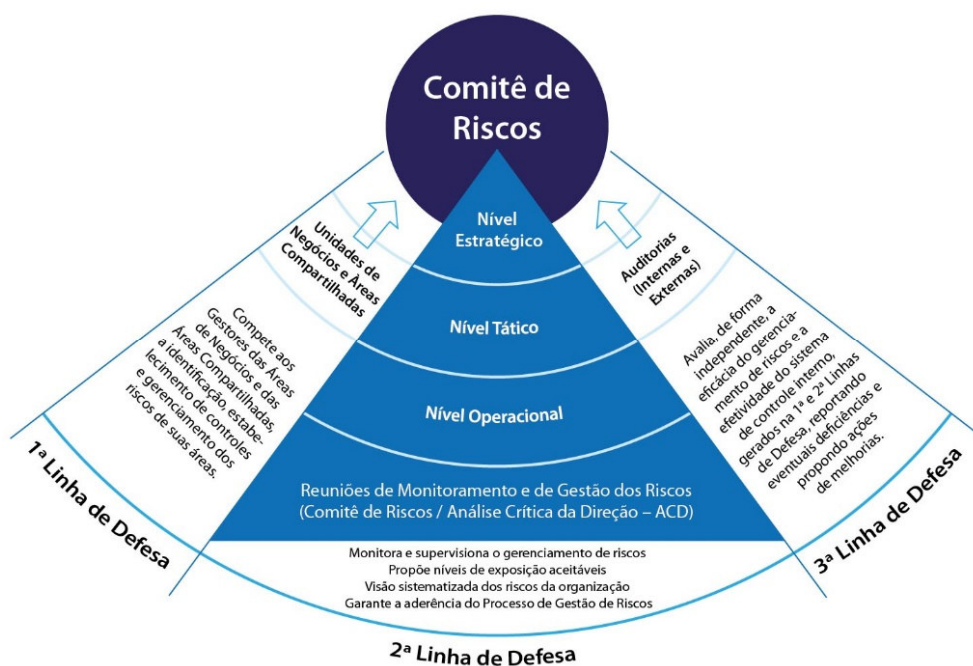 Comitê de
Riscos
Nível
Estratégico
Nível Tático
Nível Operacional
Reuniões de Monitoramento e de Gestão dos Riscos
(Comitê de Riscos / Análise Crítica da Direção – ACD)
Unidades de
Negócios e Àreas
Compartilhadas
Compete aos
Gestores das Áreas
de Negócios e das
Áreas Compartilhadas,
a identificação, estabe-
lecimento de controles
e gerenciamento dos
riscos de suas áreas.
1ª Linha de Defesa
Monitora e supervisiona o gerenciamento de riscos
Propõe níveis de exposição aceitáveis
Visão sistematizada dos riscos da organização
Garante a aderência do Processo de Gestão de Riscos
2ª Linha de Defesa
Auditorias
(Internas e
Externas)
Avalia, de forma
independente, a
eficácia do gerencia-
mento de riscos e a
efetividade do sistema
de controle interno,
gerados na 1ª e 2ª Linhas
de Defesa, reportando
eventuais deficiências e
propondo ações
de melhorias.
3ª Linha de Defesa